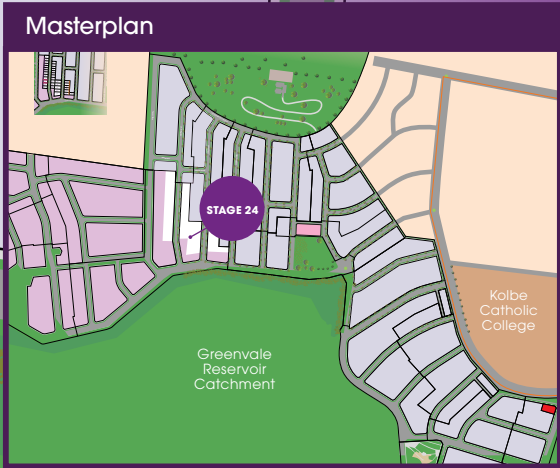 Masterplan
STAGE 24
Kolbe
Catholic
College
Greenvale
Reservoir
Catchment